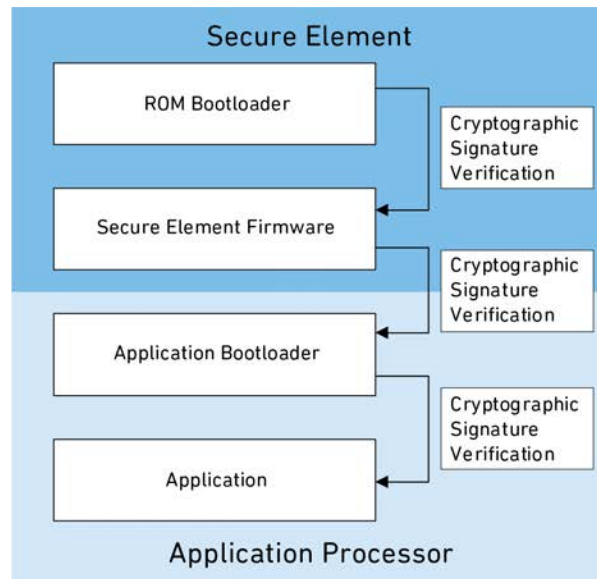 Secure Element
ROM Bootloader
Cryptographic
Signature
Verification
Secure Element Firmware
Cryptographic
Signature
Verification
Application Bootloader
Cryptographic
Signature
Verification
Application
Application Processor